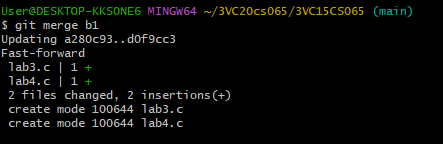 User@DESKTOP-KKSONE6 MINGW64 ~/3VC20cs065/3VC15CS065 (main)
$ git merge b1
Updating a280c93..d0f9cc3
Fast-forward
 lab3.c | 1 +
 lab4.c | 1 +
 2 files changed, 2 insertions(+)
 create mode 100644 lab3.c
 create mode 100644 lab4.c